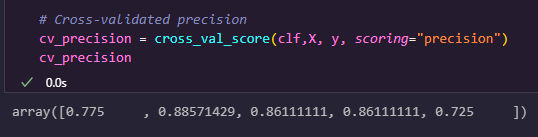 # Cross-validated precision
cv_precision = cross_val_score(clf,X, y, scoring="precision")
cv_precision
✓ 0.0s
array([0.775     , 0.88571429, 0.86111111, 0.86111111, 0.725     ])